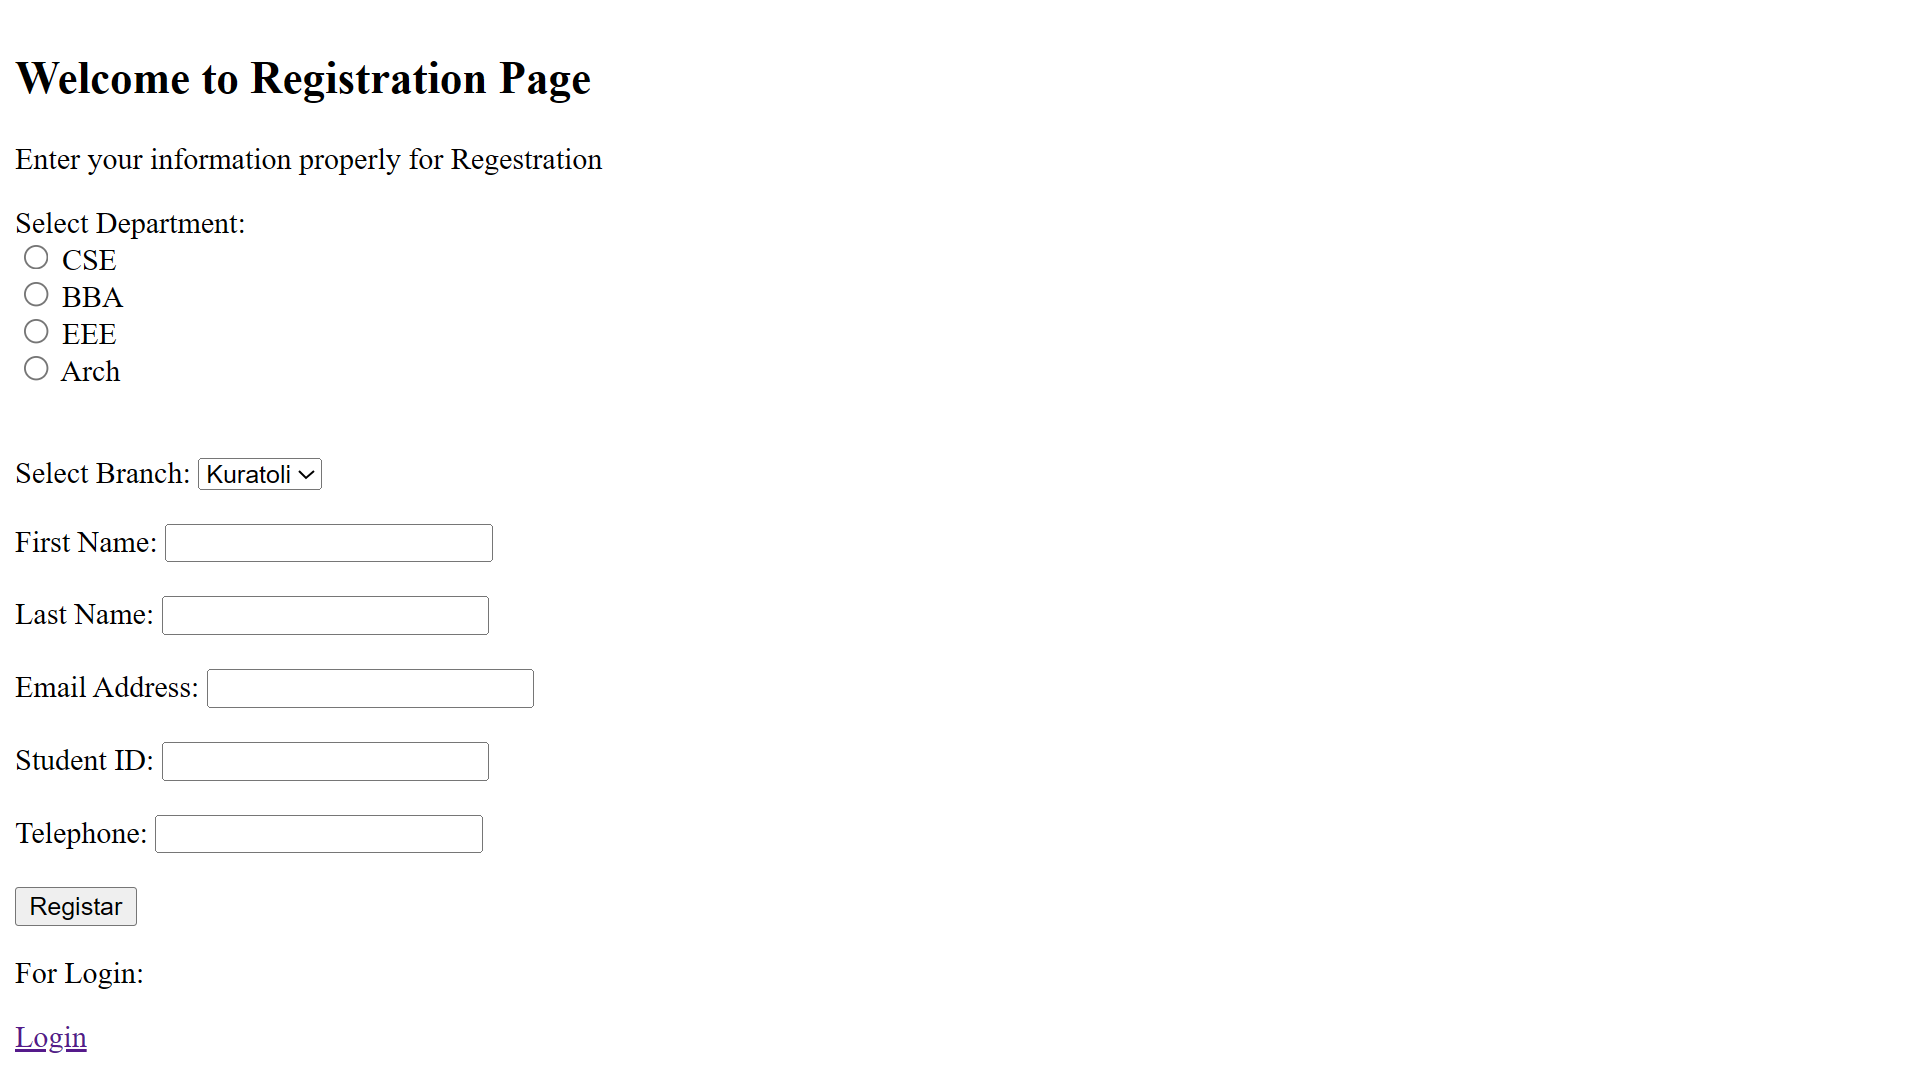 Welcome to Registration Page
Enter your information properly for Regestration
Select Department:
CSE
BBA
EEE
Arch
Select Branch: Kuratoli
First Name:
Last Name:
Email Address:
Student ID:
Telephone:
Registar
For Login:
Login